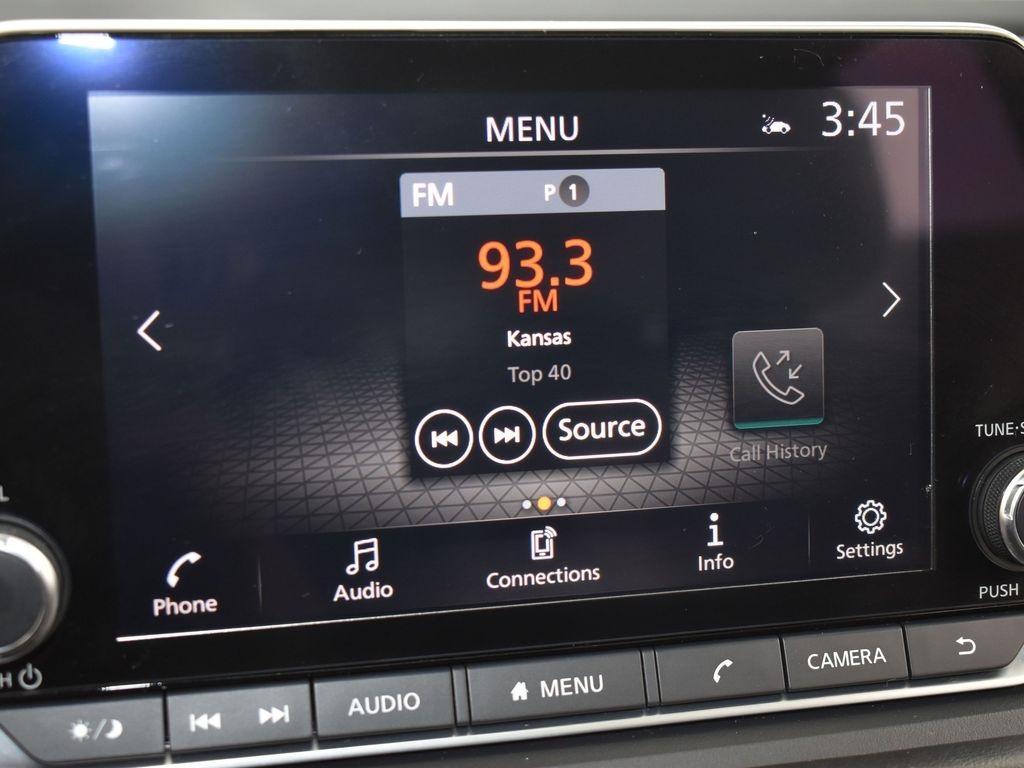 MENU
3:45
FM P 1
93.3
FM
Kansas
Top 40
Source
Call History
TUNE·S
Phone
Audio
Connections
Info
Settings
PUSH
AUDIO
MENU
CAMERA